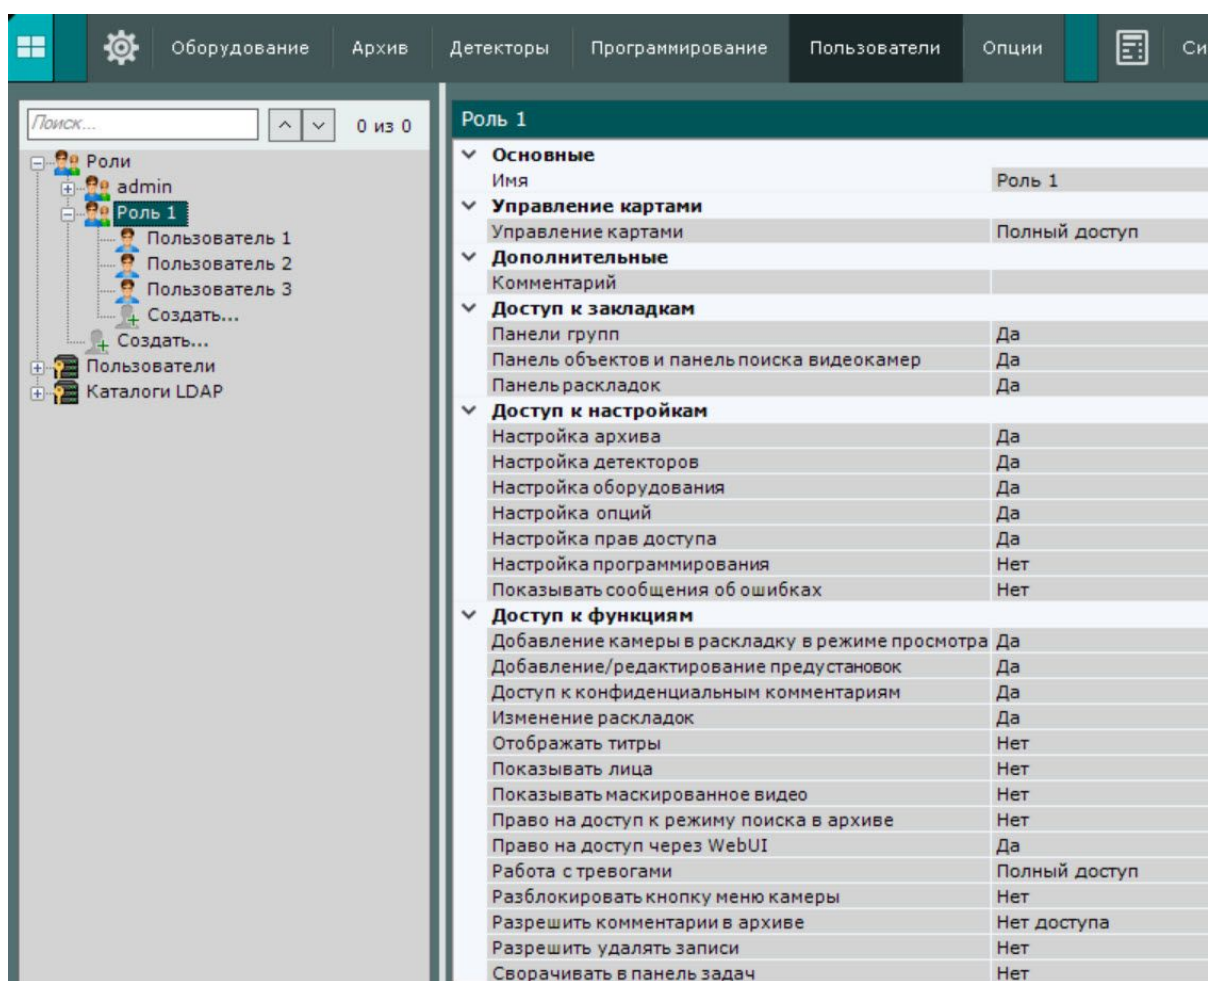 Оборудование Архив Детекторы Программирование Пользователи Опции Си
Поиск... 0 из 0
Роли
admin
Роль 1
Пользователь 1
Пользователь 2
Пользователь 3
Создать...
Создать...
Пользователи
Каталоги LDAP
Роль 1
Основные
Имя Роль 1
Управление картами
Управление картами Полный доступ
Дополнительные
Комментарий
Доступ к закладкам
Панели групп Да
Панель объектов и панель поиска видеокамер Да
Панель раскладок Да
Доступ к настройкам
Настройка архива Да
Настройка детекторов Да
Настройка оборудования Да
Настройка опций Да
Настройка прав доступа Да
Настройка программирования Нет
Показывать сообщения об ошибках Нет
Доступ к функциям
Добавление камеры в раскладку в режиме просмотра Да
Добавление/редактирование предустановок Да
Доступ к конфиденциальным комментариям Да
Изменение раскладок Да
Отображать титры Нет
Показывать лица Нет
Показывать маскированное видео Нет
Право на доступ к режиму поиска в архиве Нет
Право на доступ через WebUI Да
Работа с тревогами Полный доступ
Разблокировать кнопку меню камеры Нет
Разрешить комментарии в архиве Нет доступа
Разрешить удалять записи Нет
Сворачивать в панель задач Нет